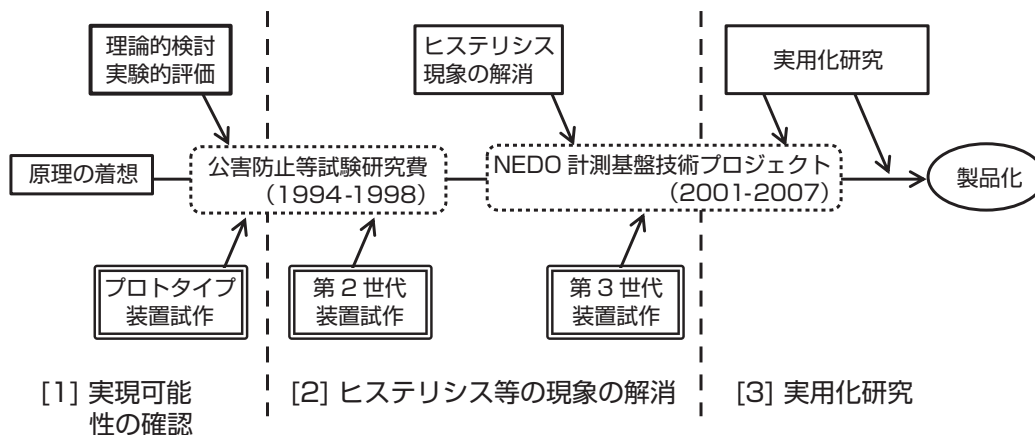 理論的検討
実験的評価
ヒステリシス
現象の解消
実用化研究
原理の着想
公害防止等試験研究費
（1994-1998）
NEDO 計測基盤技術プロジェクト
（2001-2007）
製品化
プロトタイプ
装置試作
第 2 世代
装置試作
第 3 世代
装置試作
[1] 実現可能
性の確認
[2] ヒステリシス等の現象の解消
[3] 実用化研究